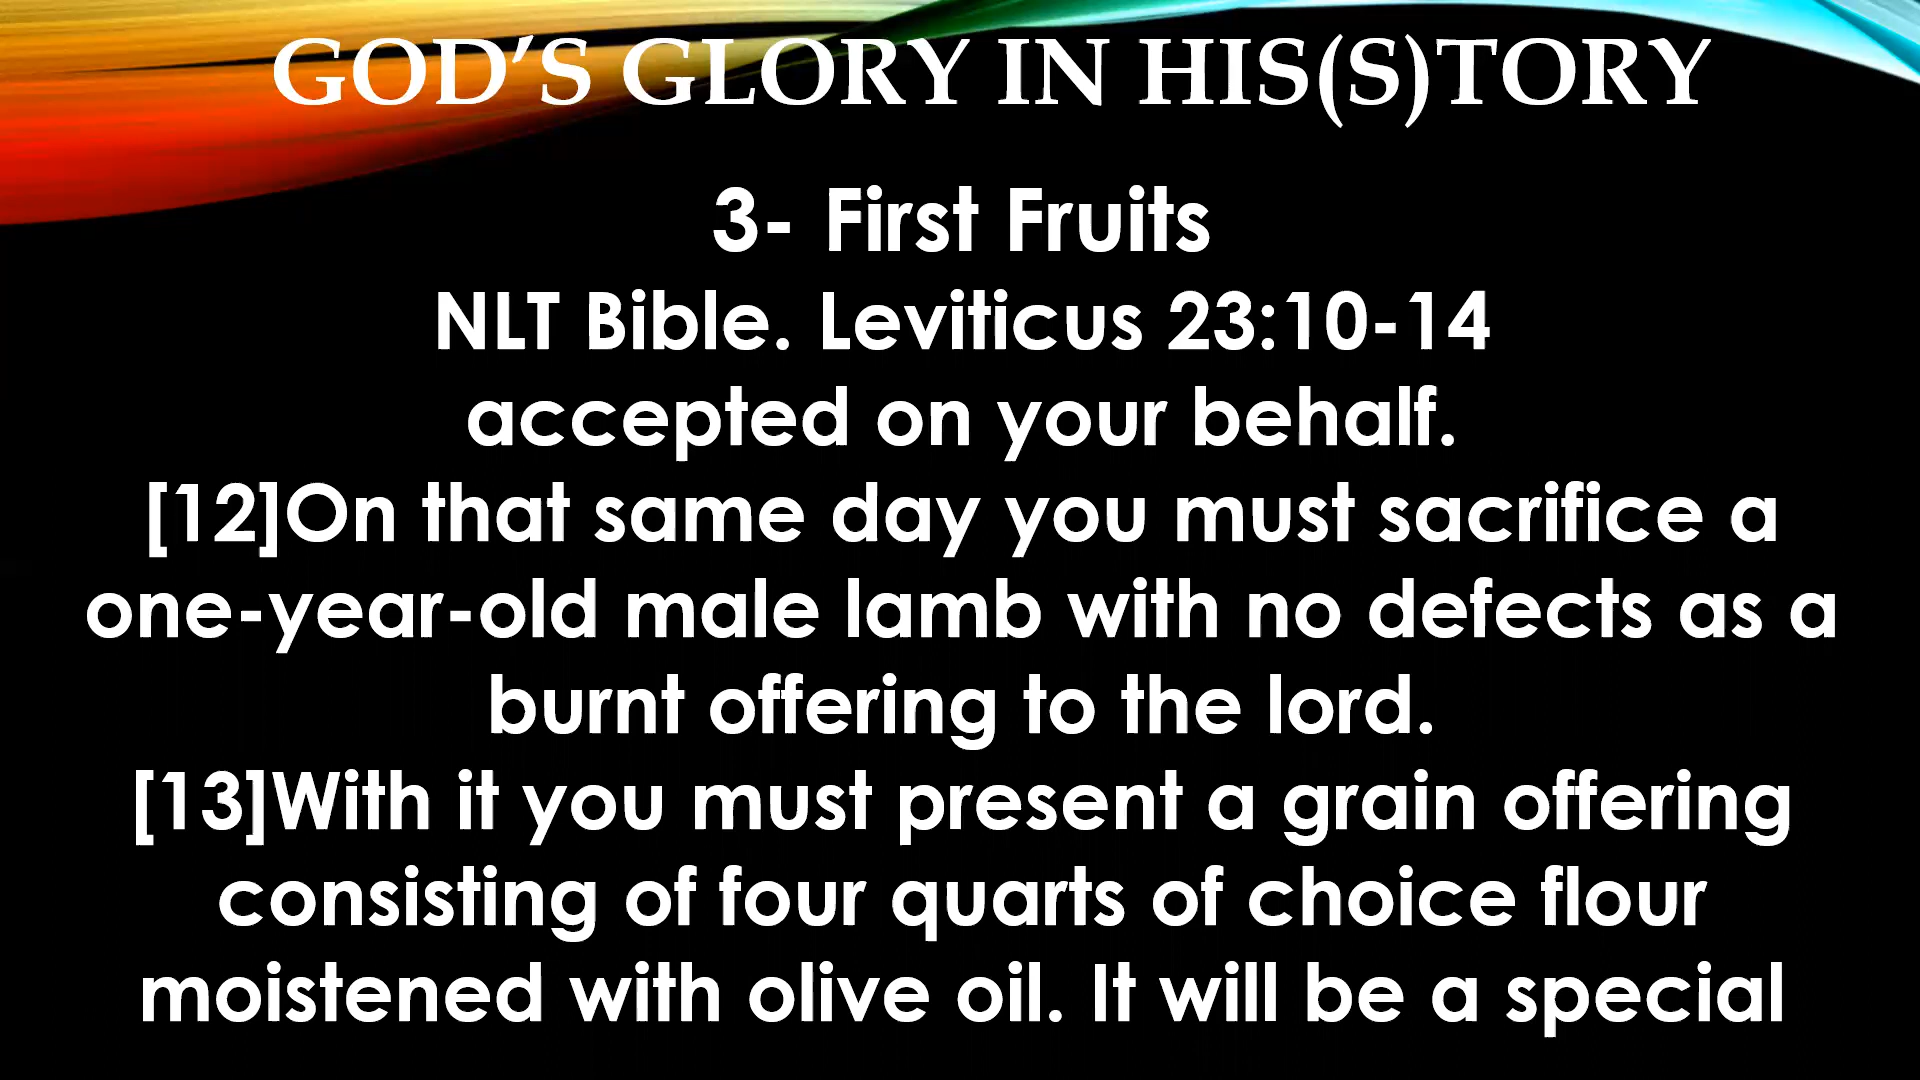 GOD’S GLORY IN HIS(S)TORY
3- First Fruits
NLT Bible. Leviticus 23:10-14
accepted on your behalf.
[12]On that same day you must sacrifice a
one-year-old male lamb with no defects as a
burnt offering to the lord.
[13]With it you must present a grain offering
consisting of four quarts of choice flour
moistened with olive oil. It will be a special